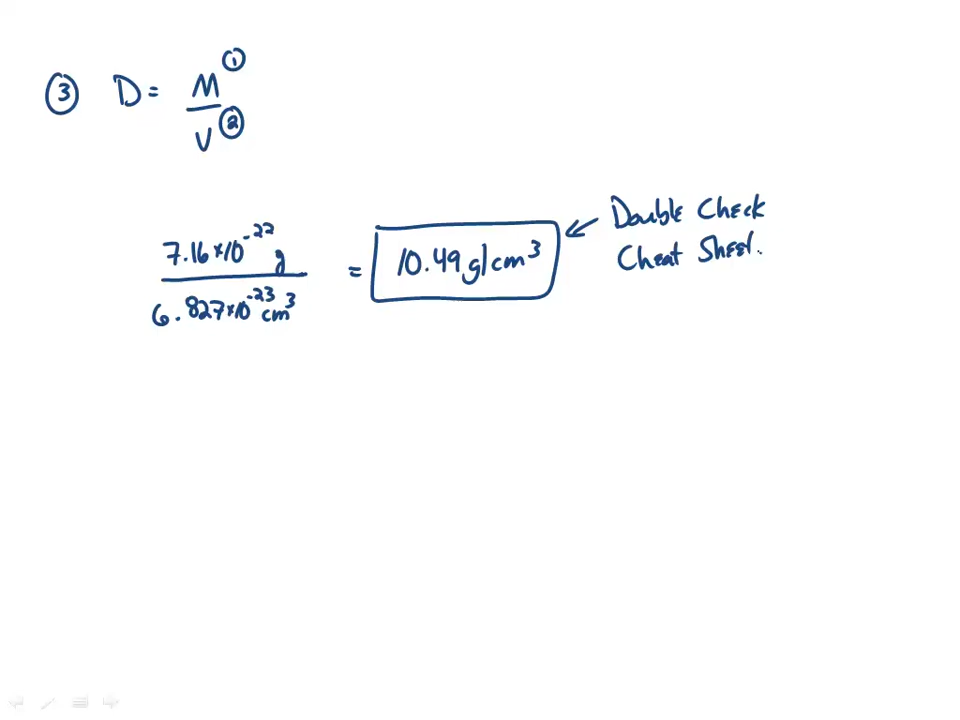 ③ D = M ①
V ②
Double Check
Cheat Sheet.
7.16×10⁻²² g
= 10.49 g/cm³
6.827×10⁻²³ cm³